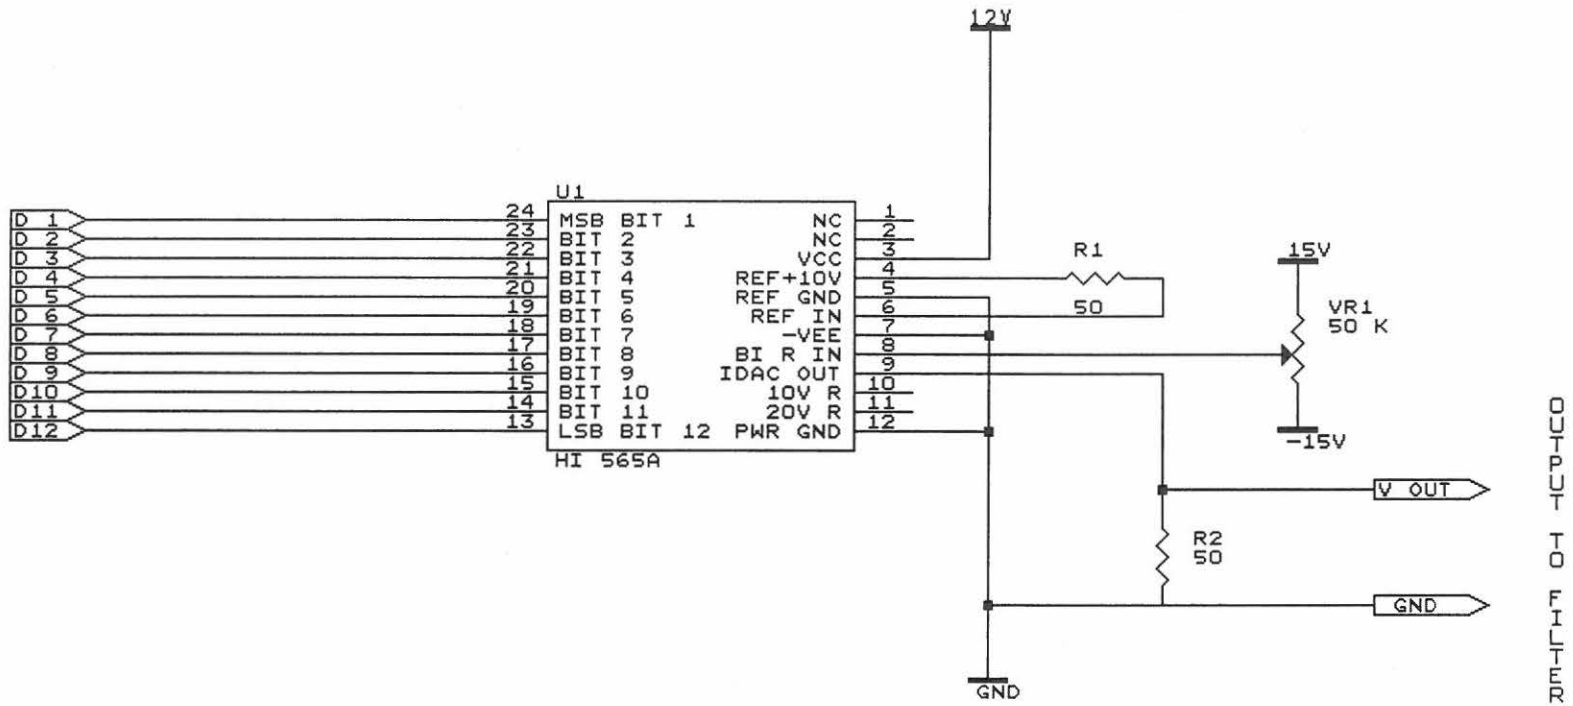 12V
U1
D 1 24 MSB BIT 1 NC 1
D 2 23 BIT 2 NC 2
D 3 22 BIT 3 VCC 3
D 4 21 BIT 4 REF+10V 4
D 5 20 BIT 5 REF GND 5
D 6 19 BIT 6 REF IN 6
D 7 18 BIT 7 -VEE 7
D 8 17 BIT 8 BI R IN 8
D 9 16 BIT 9 IDAC OUT 9
D10 15 BIT 10 10V R 10
D11 14 BIT 11 20V R 11
D12 13 LSB BIT 12 PWR GND 12
HI 565A
R1
50
15V
VR1
50 K
-15V
V OUT
R2
50
GND
GND
OUTPUT TO FILTER